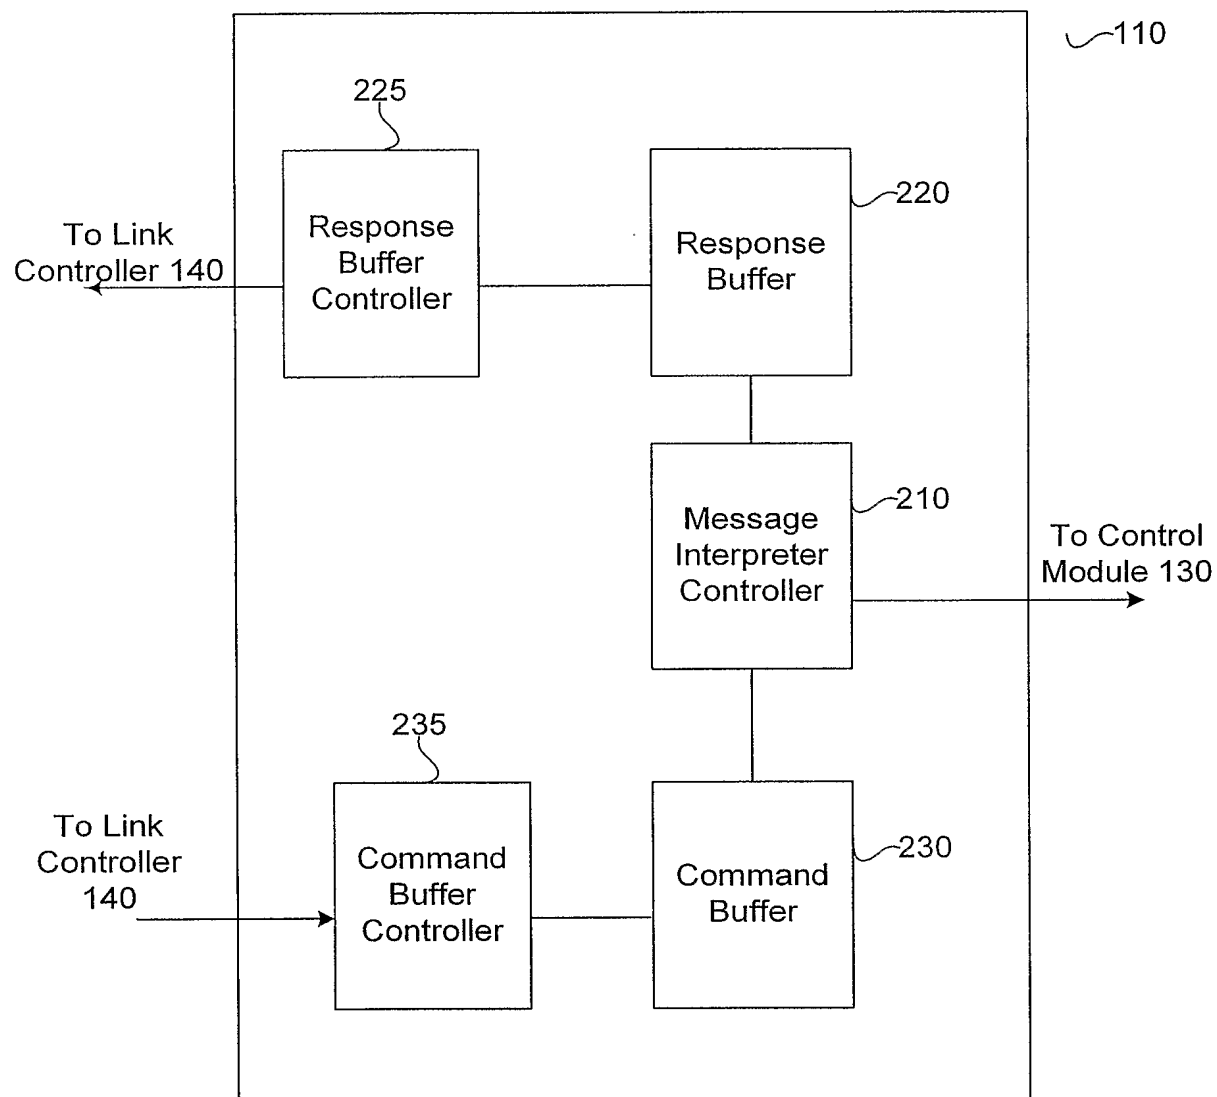 110
225
Response
Buffer
Controller
220
Response
Buffer
To Link
Controller 140
210
Message
Interpreter
Controller
To Control
Module 130
235
Command
Buffer
Controller
To Link
Controller
140
230
Command
Buffer